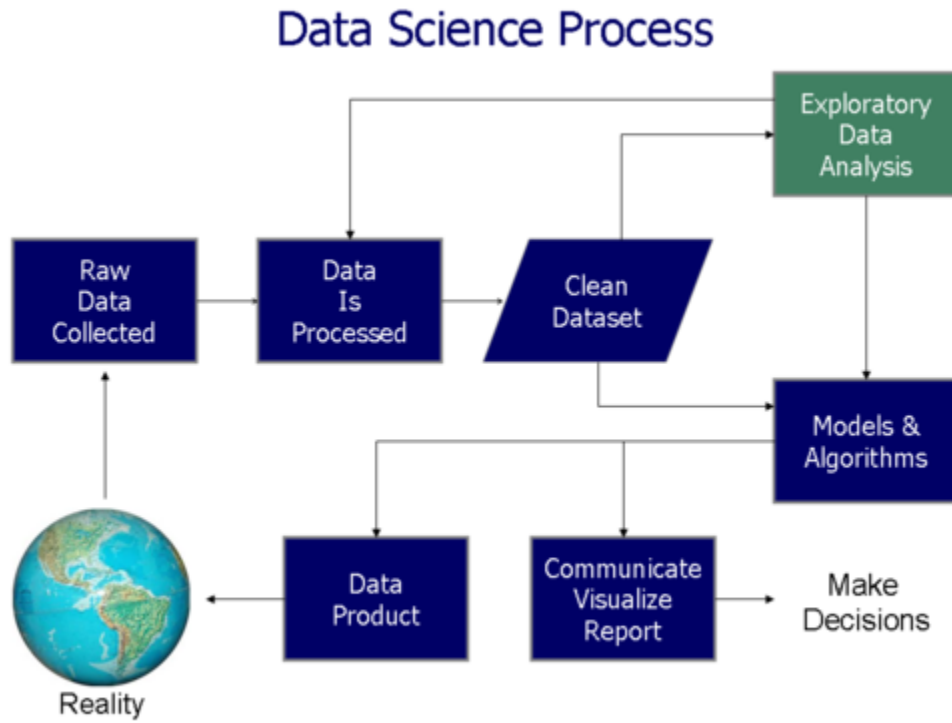 Data Science Process
Exploratory
Data
Analysis
Raw
Data
Collected
Data
Is
Processed
Clean
Dataset
Models &
Algorithms
Data
Product
Communicate
Visualize
Report
Make
Decisions
Reality